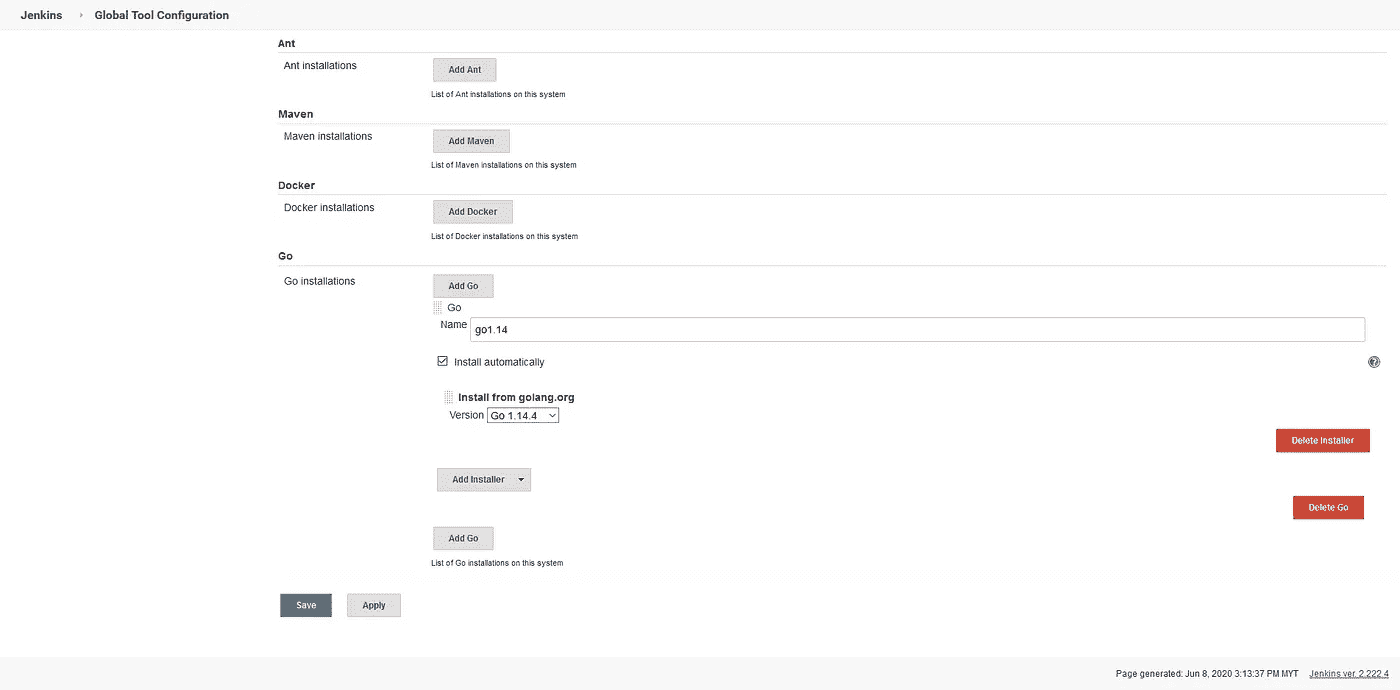 Jenkins › Global Tool Configuration
Ant
Ant installations
Add Ant
List of Ant installations on this system
Maven
Maven installations
Add Maven
List of Maven installations on this system
Docker
Docker installations
Add Docker
List of Docker installations on this system
Go
Go installations
Add Go
Go
Name go1.14
Install automatically
?
Install from golang.org
Version Go 1.14.4
Delete Installer
Add Installer
Delete Go
Add Go
List of Go installations on this system
Save Apply
Page generated: Jun 8, 2020 3:13:37 PM MYT Jenkins ver. 2.222.4